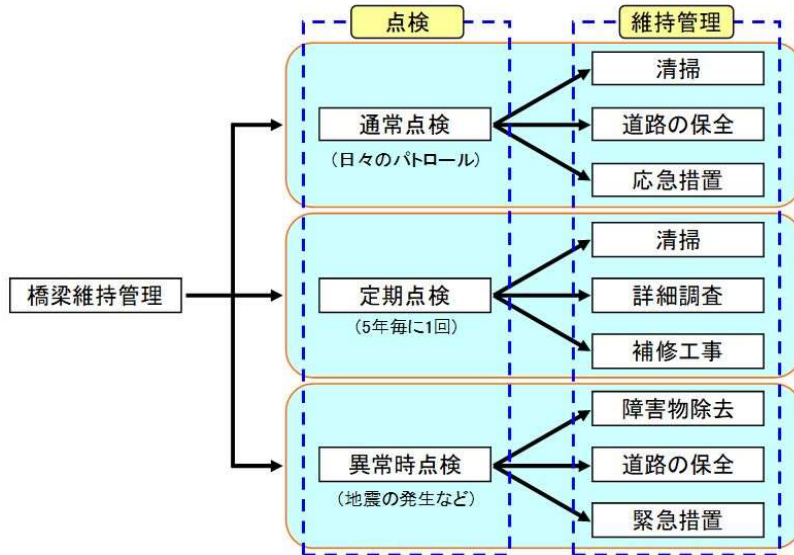 点検
維持管理
橋梁維持管理
通常点検
(日々のパトロール)
清掃
道路の保全
応急措置
定期点検
(5年毎に1回)
清掃
詳細調査
補修工事
異常時点検
(地震の発生など)
障害物除去
道路の保全
緊急措置